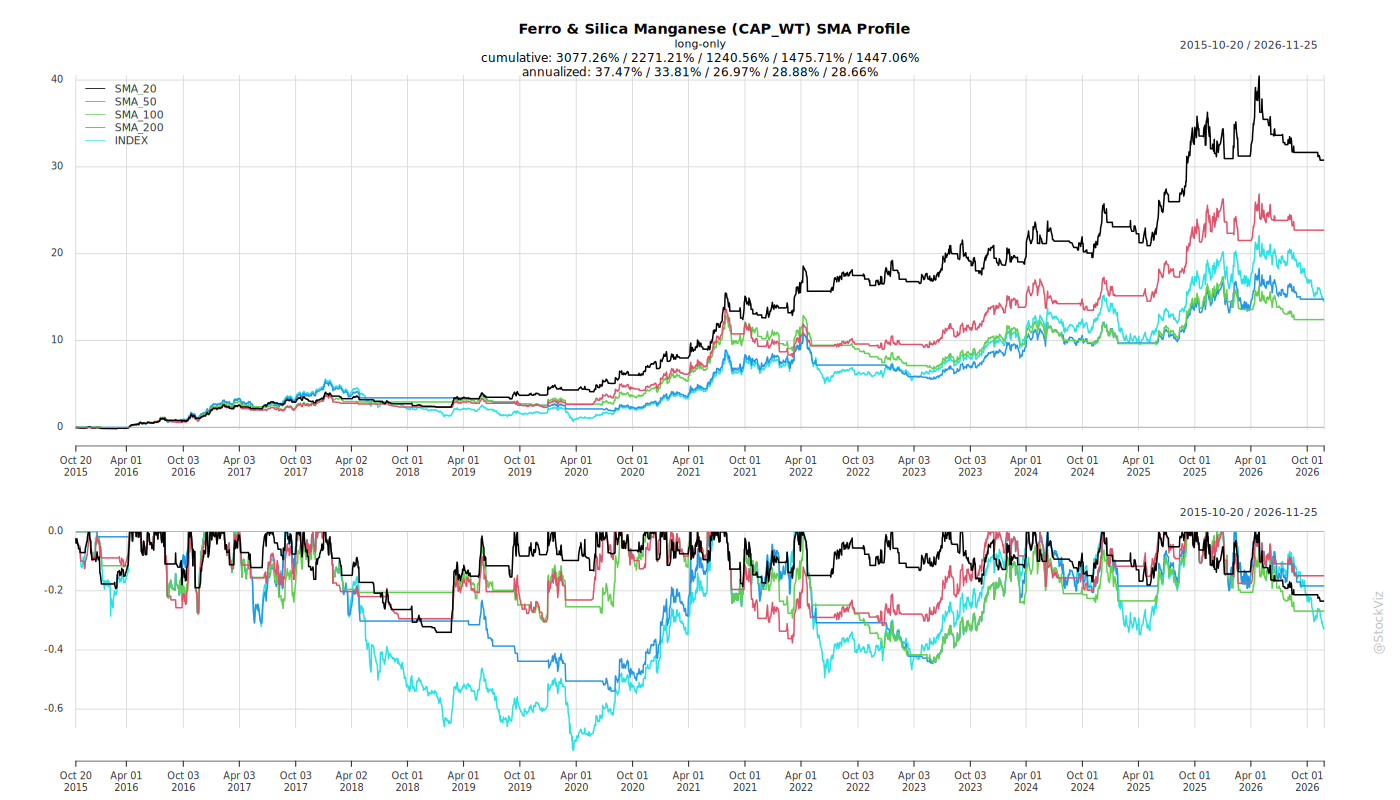 Ferro & Silica Manganese (CAP_WT) SMA Profile
long-only
2015-10-20 / 2026-11-25
cumulative: 3077.26% / 2271.21% / 1240.56% / 1475.71% / 1447.06%
annualized: 37.47% / 33.81% / 26.97% / 28.88% / 28.66%
40
30
20
10
0
SMA_20
SMA_50
SMA_100
SMA_200
INDEX
Oct 20 Apr 01 Oct 03 Apr 03 Oct 03 Apr 02 Oct 01 Apr 01 Oct 01 Apr 01 Oct 01 Apr 01 Oct 01 Apr 01 Oct 03 Apr 03 Oct 03 Apr 01 Oct 01 Apr 01 Oct 01 Apr 01 Oct 01
2015 2016 2016 2017 2017 2018 2018 2019 2019 2020 2020 2021 2021 2022 2022 2023 2023 2024 2024 2025 2025 2026 2026
2015-10-20 / 2026-11-25
0.0
-0.2
-0.4
-0.6
Oct 20 Apr 01 Oct 03 Apr 03 Oct 03 Apr 02 Oct 01 Apr 01 Oct 01 Apr 01 Oct 01 Apr 01 Oct 01 Apr 01 Oct 03 Apr 03 Oct 03 Apr 01 Oct 01 Apr 01 Oct 01 Apr 01 Oct 01
2015 2016 2016 2017 2017 2018 2018 2019 2019 2020 2020 2021 2021 2022 2022 2023 2023 2024 2024 2025 2025 2026 2026
@StockViz